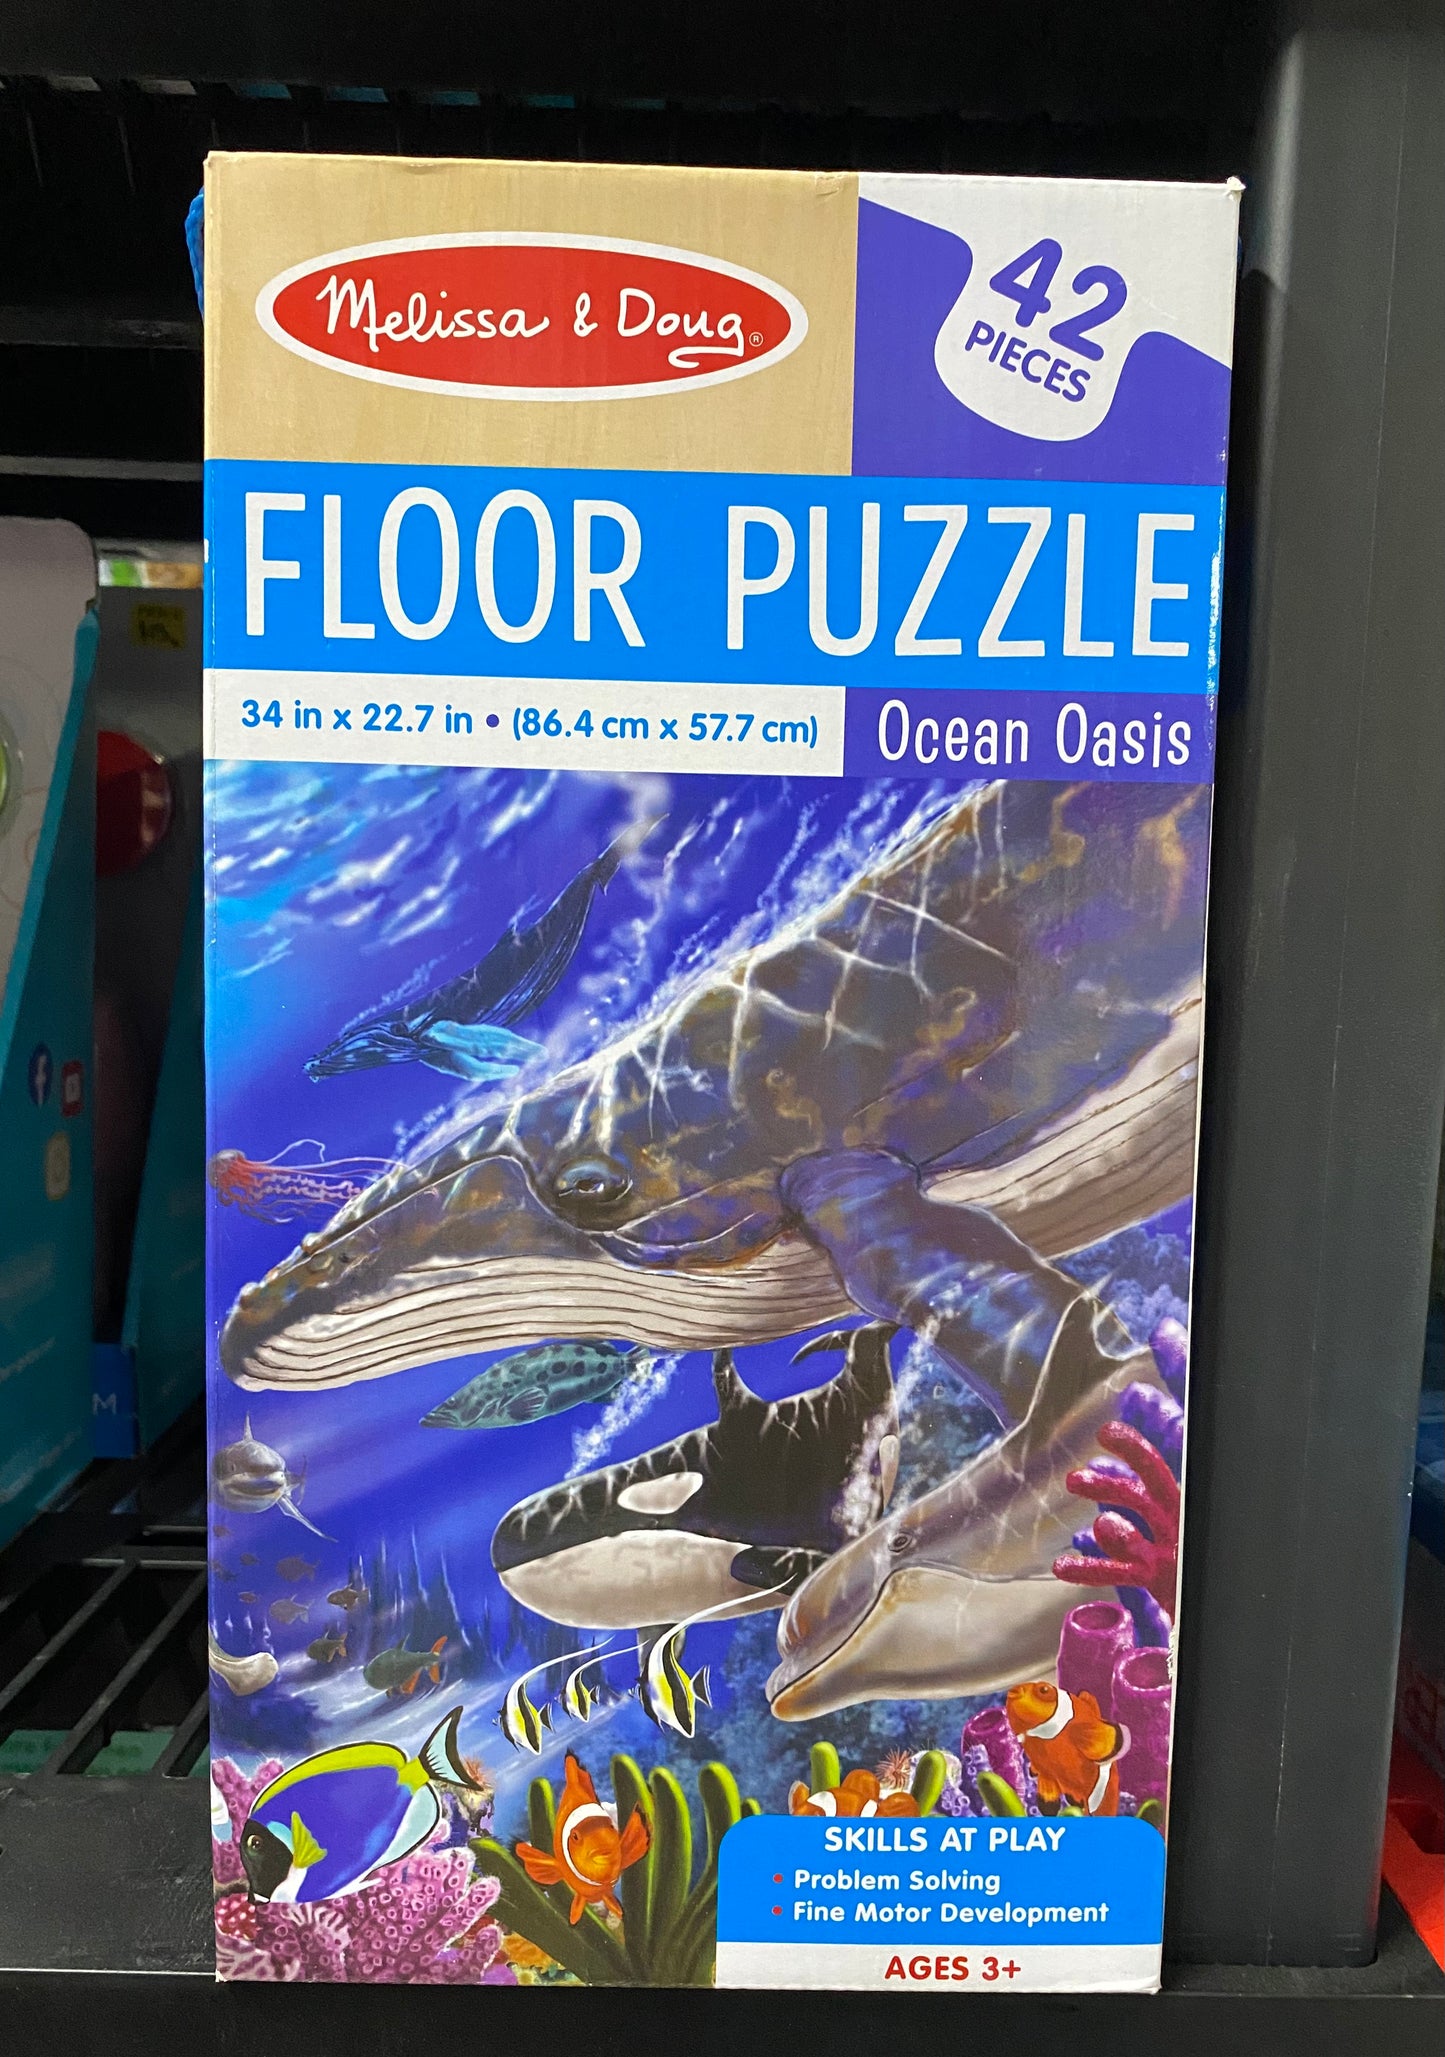 Melissa & Doug®
42
PIECES
FLOOR PUZZLE
34 in x 22.7 in • (86.4 cm x 57.7 cm)
Ocean Oasis
M
SKILLS AT PLAY
• Problem Solving
• Fine Motor Development
AGES 3+